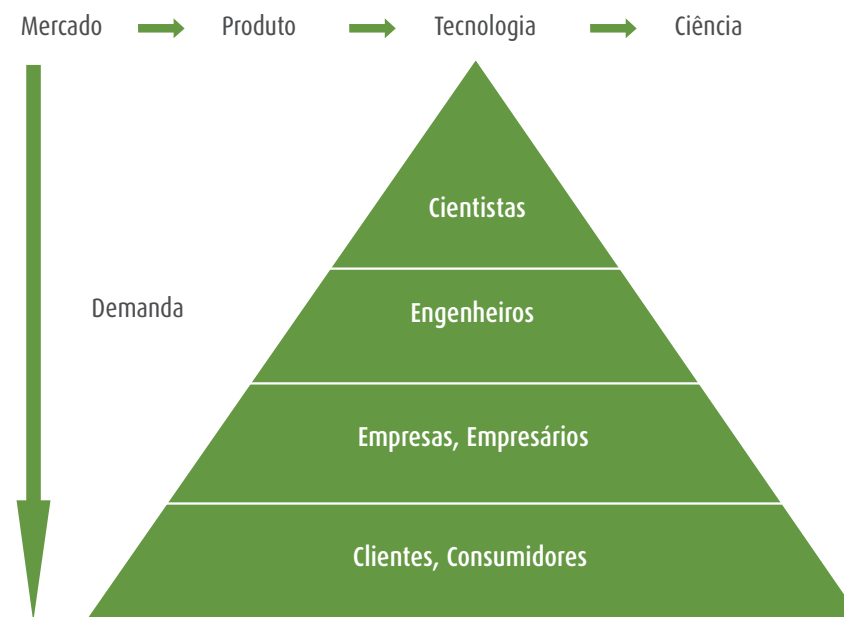 Mercado Produto Tecnologia Ciência
Cientistas
Demanda
Engenheiros
Empresas, Empresários
Clientes, Consumidores